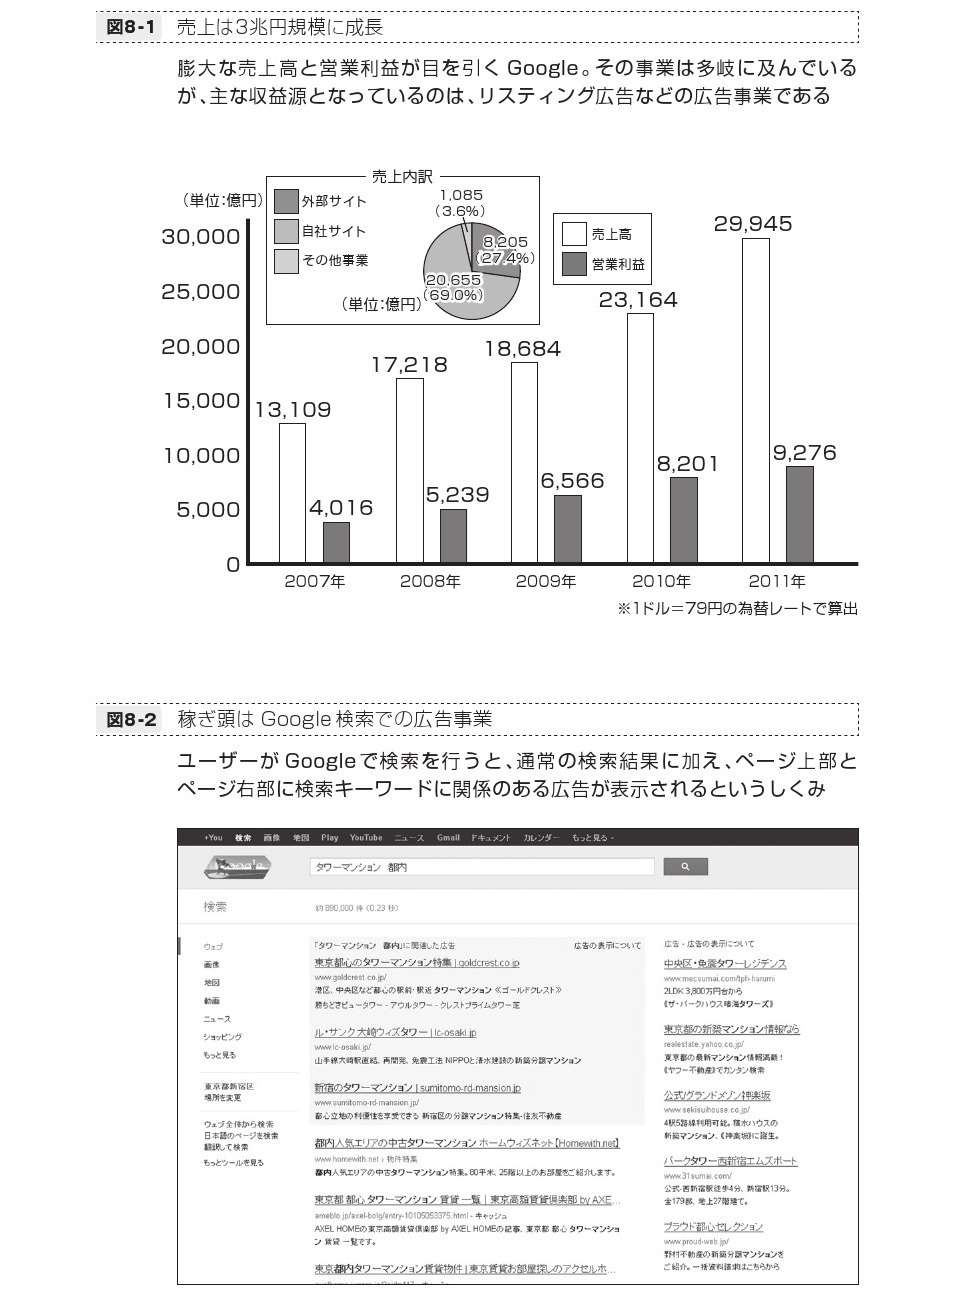 図8-1 売上は3兆円規模に成長
膨大な売上高と営業利益が目を引く Google。その事業は多岐に及んでいる
が、主な収益源となっているのは、リスティング広告などの広告事業である
(単位:億円)
30,000
25,000
20,000
15,000
10,000
5,000
0
売上内訳
外部サイト
自社サイト
その他事業
(単位:億円)
1,085
(3.6%)
8,205
(27.4%)
20,655
(69.0%)
売上高
営業利益
13,109
4,016
17,218
5,239
18,684
6,566
23,164
8,201
29,945
9,276
2007年 2008年 2009年 2010年 2011年
※1ドル=79円の為替レートで算出
図8-2 稼ぎ頭は Google 検索での広告事業
ユーザーが Google で検索を行うと、通常の検索結果に加え、ページ上部と
ページ右部に検索キーワードに関係のある広告が表示されるというしくみ
+You 検索 画像 地図 Play YouTube ニュース Gmail ドキュメント カレンダー もっと見る
タワーマンション 都内
検索
約 890,000 件 (0.23 秒)
ウェブ
画像
地図
動画
ニュース
ショッピング
もっと見る
東京都新宿区
場所を変更
ウェブ全体から検索
日本語のページを検索
翻訳して検索
もっとツールを見る
「タワーマンション 都内」に関連した広告 広告の表示について
東京都心のタワーマンション特集 | goldcrest.co.jp
www.goldcrest.co.jp/
港区、中央区など都心の駅前・駅近 タワーマンション 《ゴールドクレスト》
勝どきビュータワー - アウルタワー - クレストプライムタワー芝
ル・サンク大崎ウィズタワー | lc-osaki.jp
www.lc-osaki.jp/
山手線大崎駅直結、再開発、免震工法 NIPPOと清水建設の新築分譲マンション
新宿のタワーマンション | sumitomo-rd-mansion.jp
www.sumitomo-rd-mansion.jp/
都心立地の利便性を享受できる 新宿区の分譲マンション特集-住友不動産
都内人気エリアの中古タワーマンション ホームウィズネット【Homewith.net】
www.homewith.net › 物件特集
都内人気エリアの中古タワーマンション特集。80平米、25階以上のお部屋をご紹介します。
東京都 都心 タワーマンション 賃貸 一覧｜東京高額賃貸倶楽部 by AXE...
ameblo.jp/axel-bolg/entry-10105053375.html - キャッシュ
AXEL HOMEの東京高額賃貸倶楽部 by AXEL HOMEの記事、東京都 都心 タワーマンショ
ン 賃貸 一覧です。
東京都内タワーマンション賃貸物件 | 東京賃貸お部屋探しのアクセルホ...
広告 - 広告の表示について
中央区・免震タワーレジデンス
www.mecsumai.com/tph-harumi
2LDK 3,800万円台から
《ザ・パークハウス晴海タワーズ》
東京都の新築マンション情報なら
realestate.yahoo.co.jp/
東京都の最新マンション情報満載！
《ヤフー不動産》でカンタン検索
公式/グランドメゾン神楽坂
www.sekisuihouse.co.jp/
4駅5路線利用可能。積水ハウスの
新築マンション、《神楽坂》に誕生。
パークタワー西新宿エムズポート
www.31sumai.com/
公式-西新宿駅徒歩4分、新宿駅13分。
全179邸、地上27階建て。
プラウド都心セレクション
www.proud-web.jp/
野村不動産の新築分譲マンションを
ご紹介。一括資料請求はこちらから